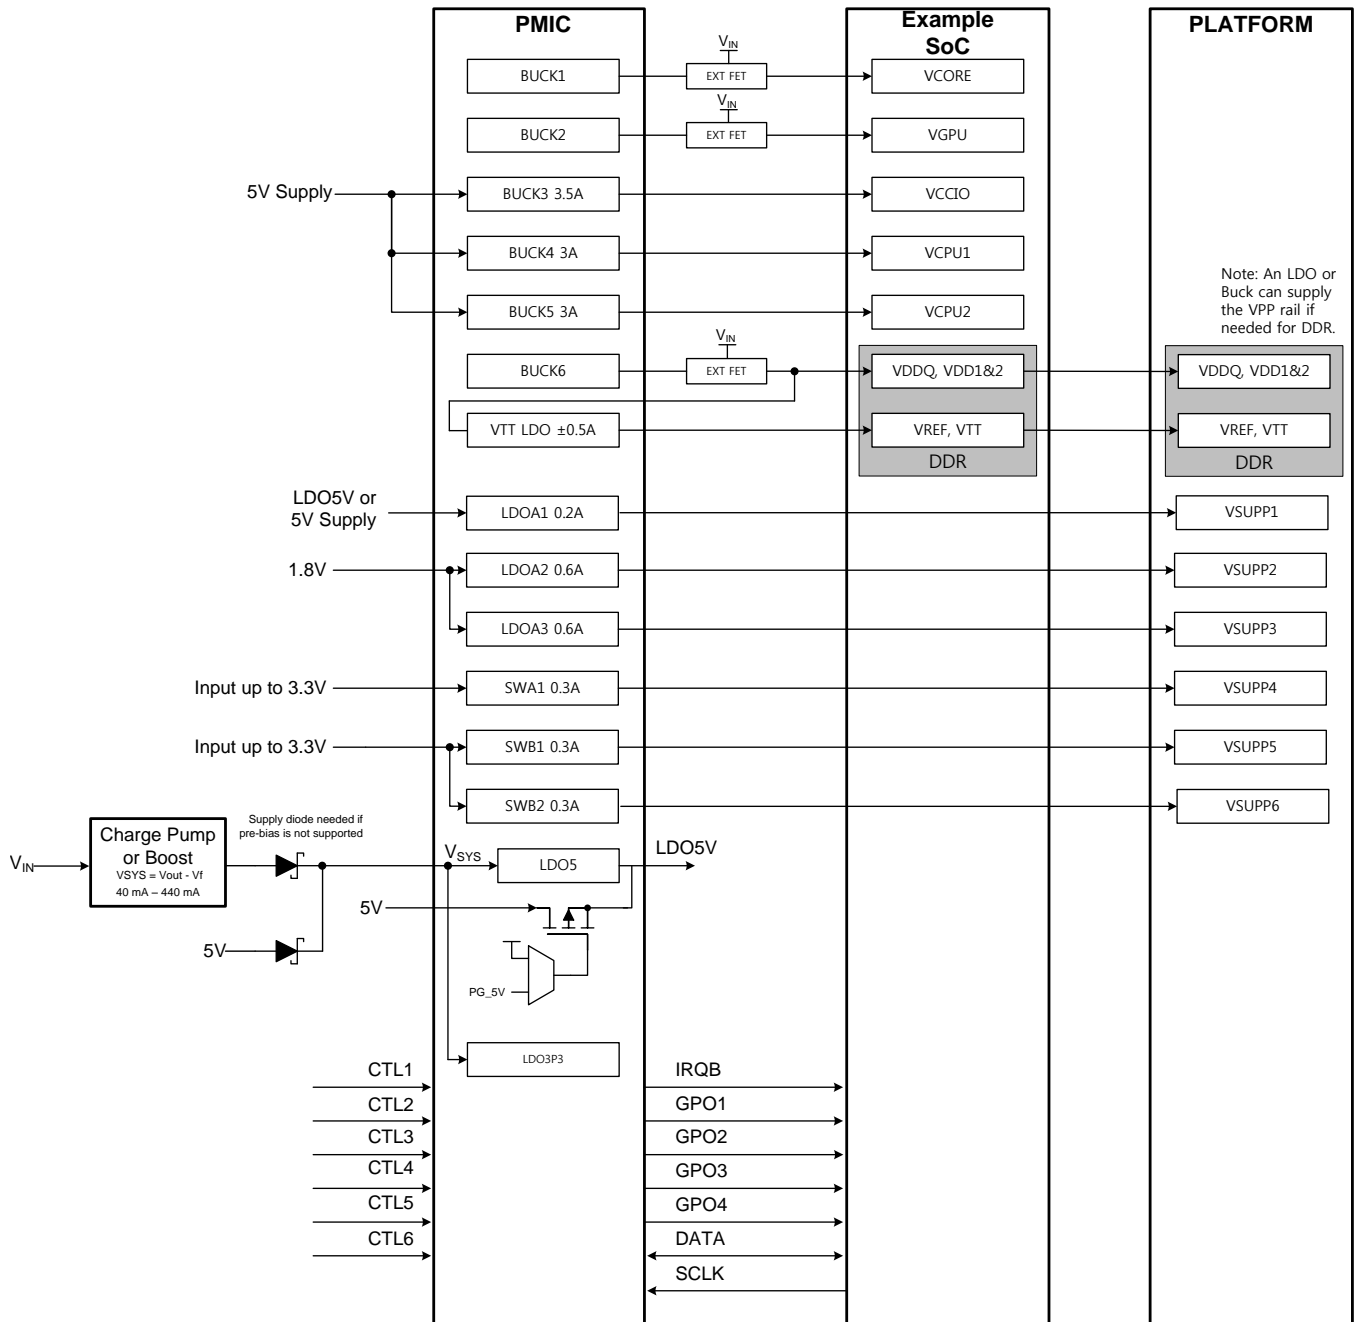 PMIC
Example
SoC
PLATFORM
VIN
BUCK1
EXT FET
VCORE
VIN
BUCK2
EXT FET
VGPU
5V Supply
BUCK3 3.5A
VCCIO
BUCK4 3A
VCPU1
Note: An LDO or
Buck can supply
the VPP rail if
needed for DDR.
BUCK5 3A
VCPU2
VIN
BUCK6
EXT FET
VDDQ, VDD1&2
VDDQ, VDD1&2
VTT LDO ±0.5A
VREF, VTT
VREF, VTT
DDR
DDR
LDO5V or
5V Supply
LDOA1 0.2A
VSUPP1
1.8V
LDOA2 0.6A
VSUPP2
LDOA3 0.6A
VSUPP3
Input up to 3.3V
SWA1 0.3A
VSUPP4
Input up to 3.3V
SWB1 0.3A
VSUPP5
SWB2 0.3A
VSUPP6
Supply diode needed if
pre-bias is not supported
VIN
Charge Pump
or Boost
VSYS = Vout - Vf
40 mA – 440 mA
VSYS
LDO5
LDO5V
5V
5V
PG_5V
LDO3P3
CTL1
IRQB
CTL2
GPO1
CTL3
GPO2
CTL4
GPO3
CTL5
GPO4
CTL6
DATA
SCLK